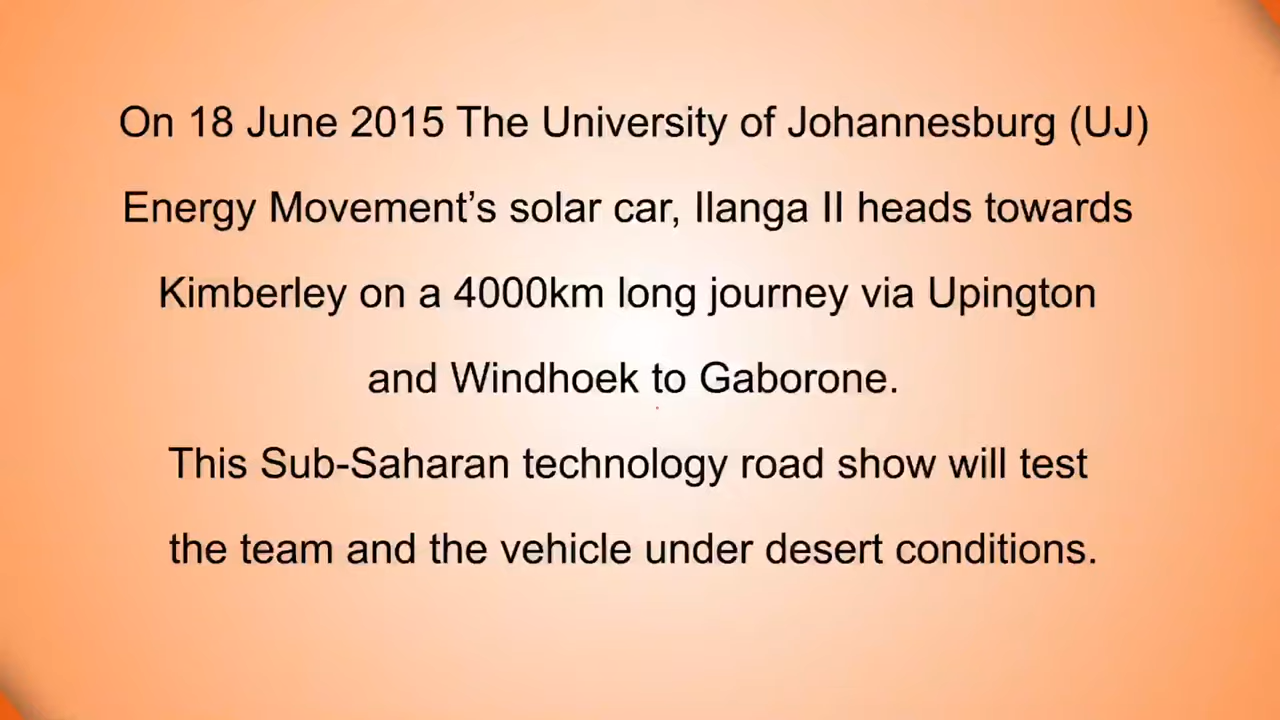 On 18 June 2015 The University of Johannesburg (UJ)
Energy Movement’s solar car, Ilanga II heads towards
Kimberley on a 4000km long journey via Upington
and Windhoek to Gaborone.
This Sub-Saharan technology road show will test
the team and the vehicle under desert conditions.